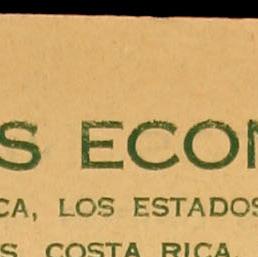 S ECON
CA, LOS ESTADOS
S, COSTA RICA,